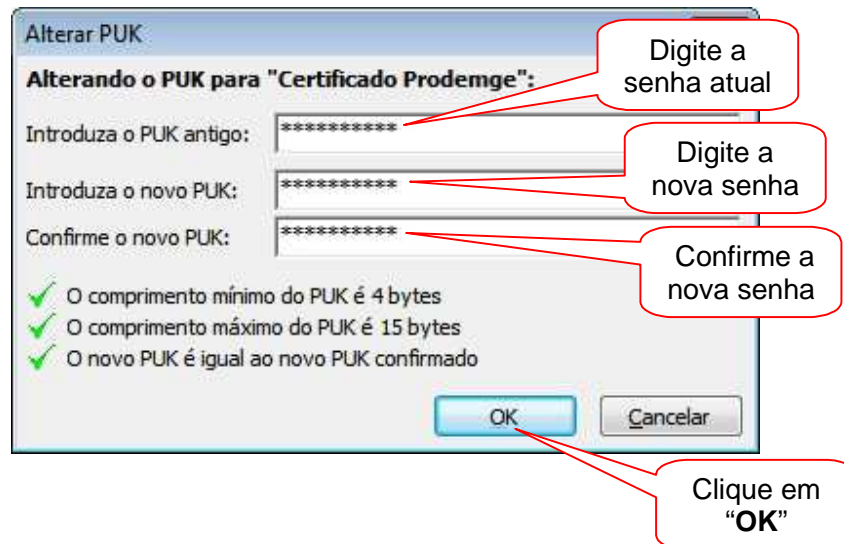 Alterar PUK
Digite a
senha atual
Alterando o PUK para "Certificado Prodemge":
Introduza o PUK antigo:
**********
Digite a
nova senha
Introduza o novo PUK:
**********
Confirme o novo PUK:
**********
Confirme a
nova senha
O comprimento mínimo do PUK é 4 bytes
O comprimento máximo do PUK é 15 bytes
O novo PUK é igual ao novo PUK confirmado
OK
Cancelar
Clique em
“OK”